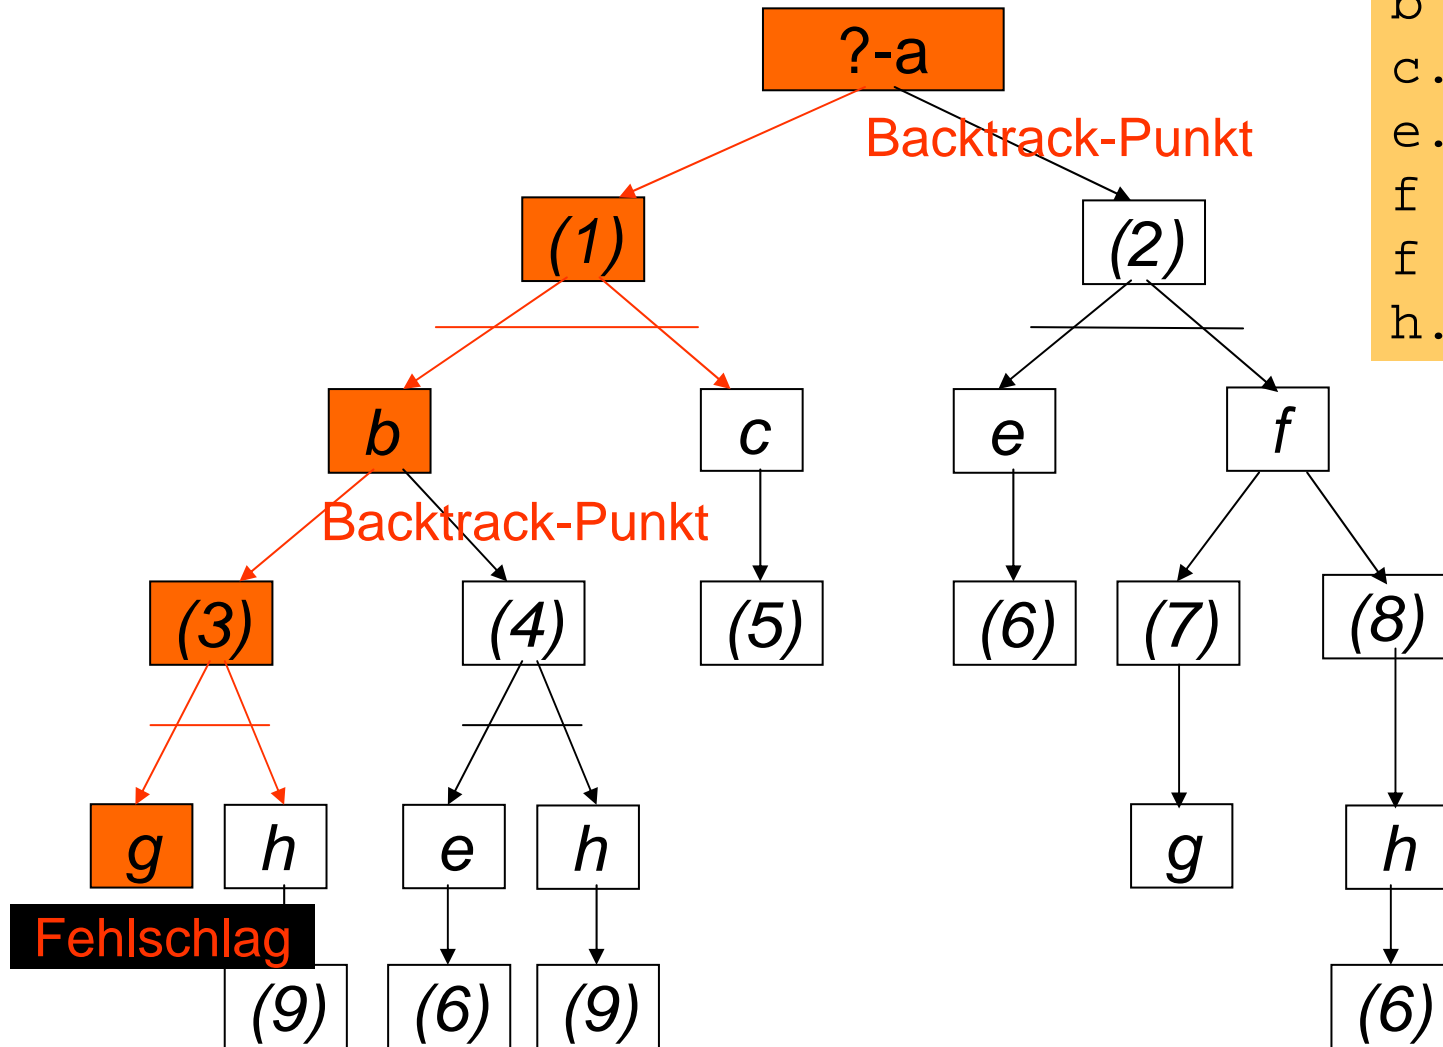 ?-a
b
c.
e.
f
f
h.
Backtrack-Punkt
(1)
(2)
b
c
e
f
Backtrack-Punkt
(3)
(4)
(5)
(6)
(7)
(8)
g
h
e
h
g
h
Fehlschlag
(9)
(6)
(9)
(6)